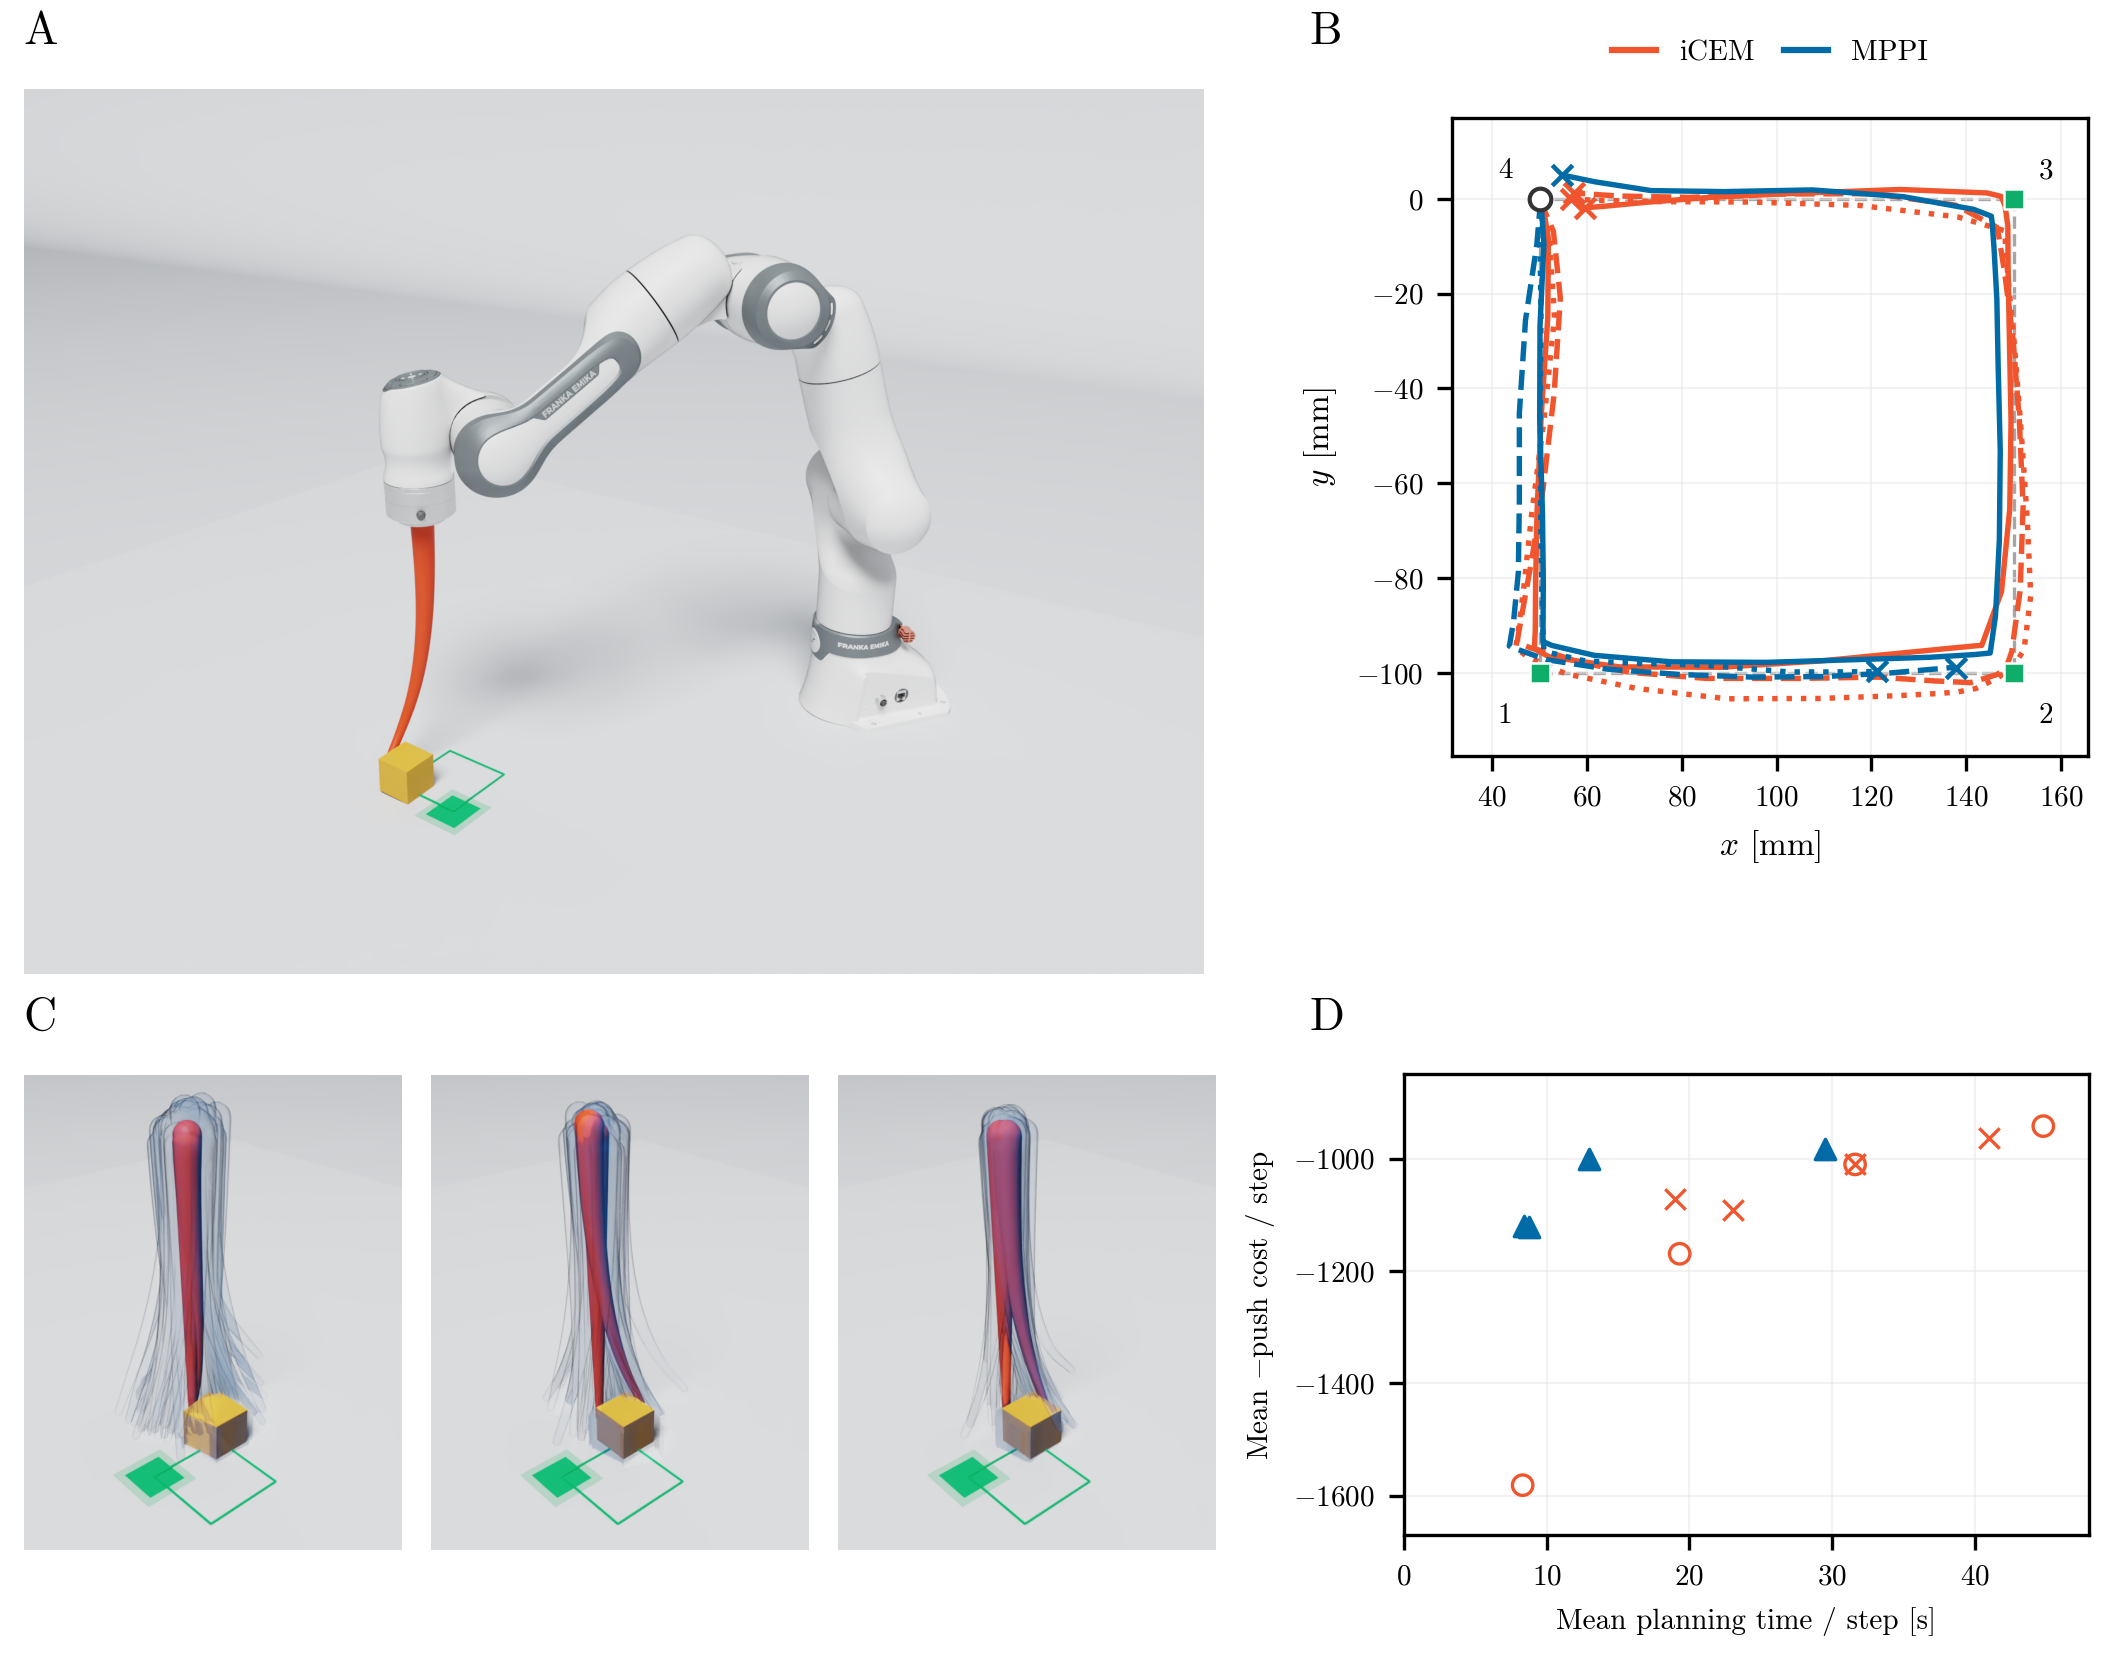 A
FRANKA EMIKA
FRANKA EMIKA
B
iCEM
MPPI
4
3
1
2
0
−20
−40
−60
−80
−100
y [mm]
40 60 80 100 120 140 160
x [mm]
C
D
−1000
−1200
−1400
−1600
Mean −push cost / step
0 10 20 30 40
Mean planning time / step [s]